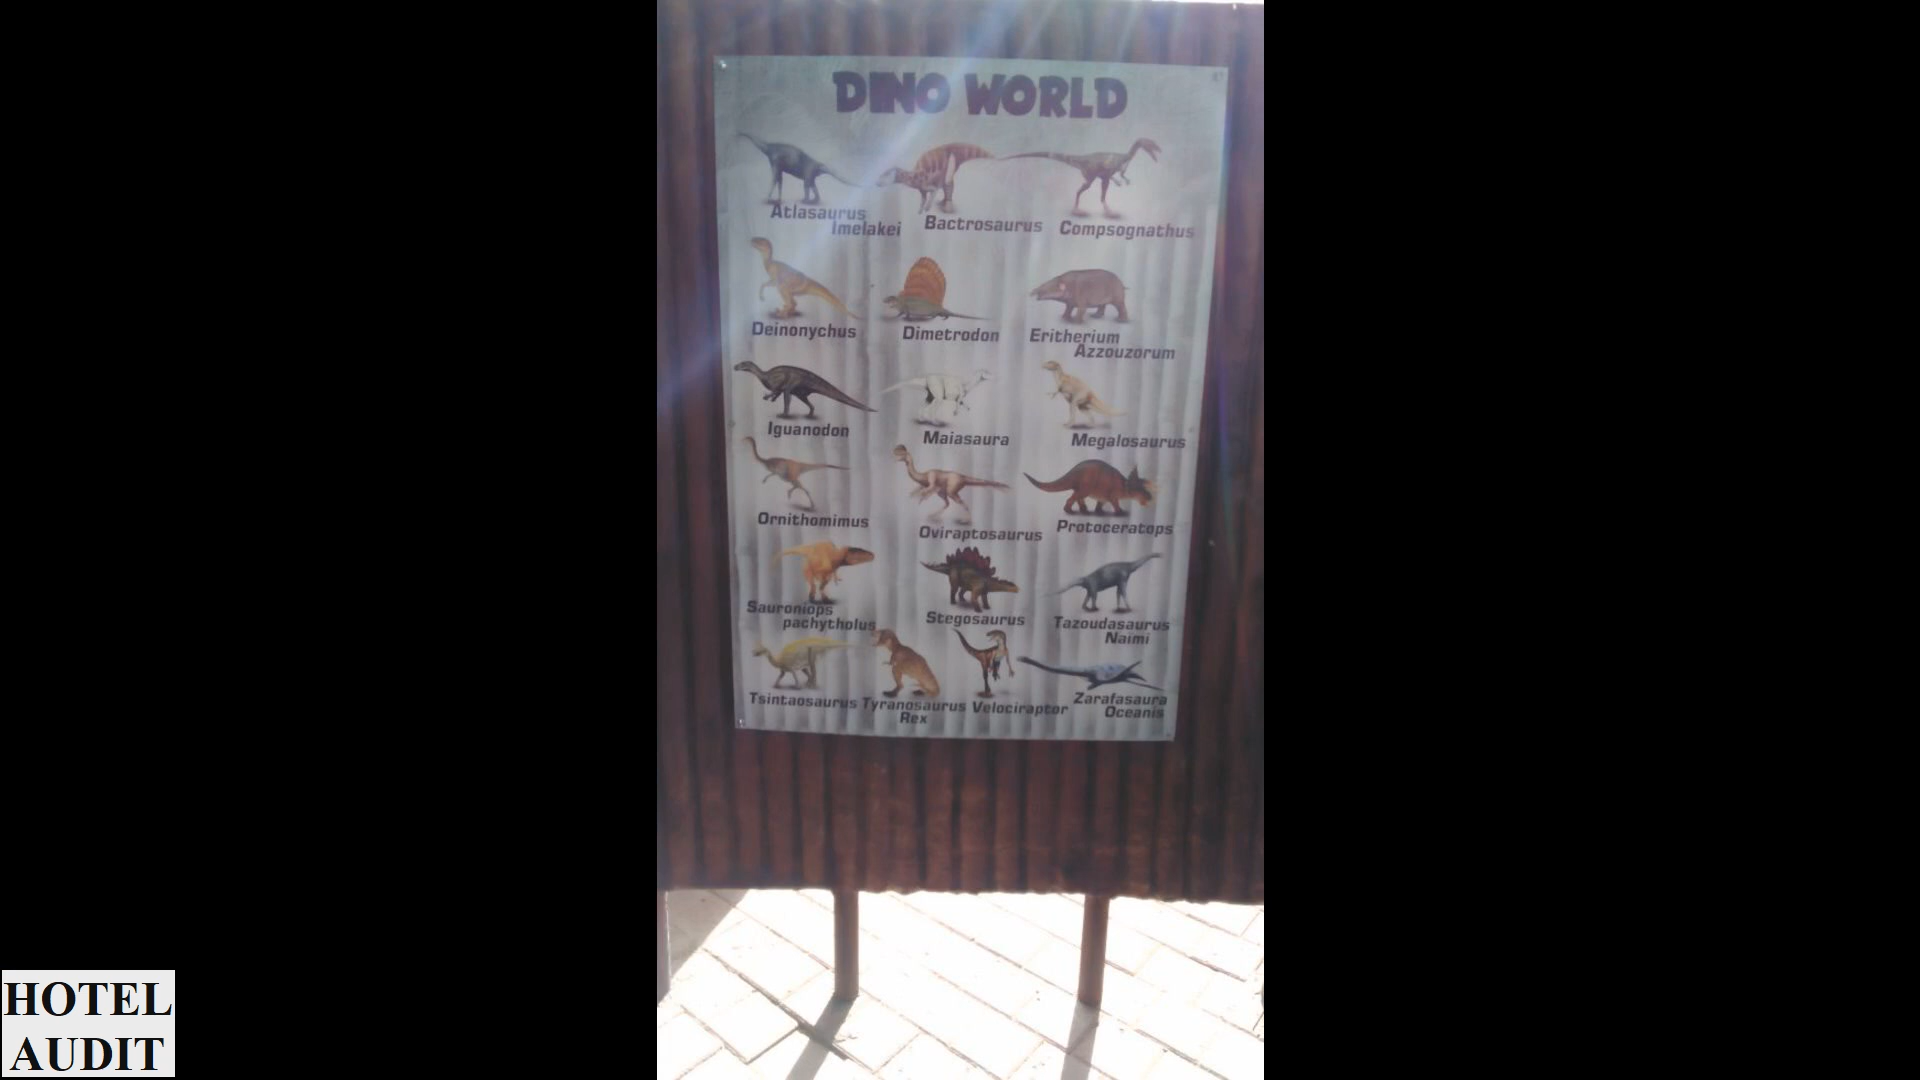 DINO WORLD
Atlasaurus
Imelakei
Bactrosaurus
Compsognathus
Deinonychus
Dimetrodon
Eritherium
Azzouzorum
Iguanodon
Maiasaura
Megalosaurus
Ornithomimus
Oviraptosaurus
Protoceratops
Sauroniops
pachytholus
Stegosaurus
Tazoudasaurus
Naimi
Tsintaosaurus
Tyranosaurus
Rex
Velociraptor
Zarafasaura
Oceanis
HOTEL
AUDIT